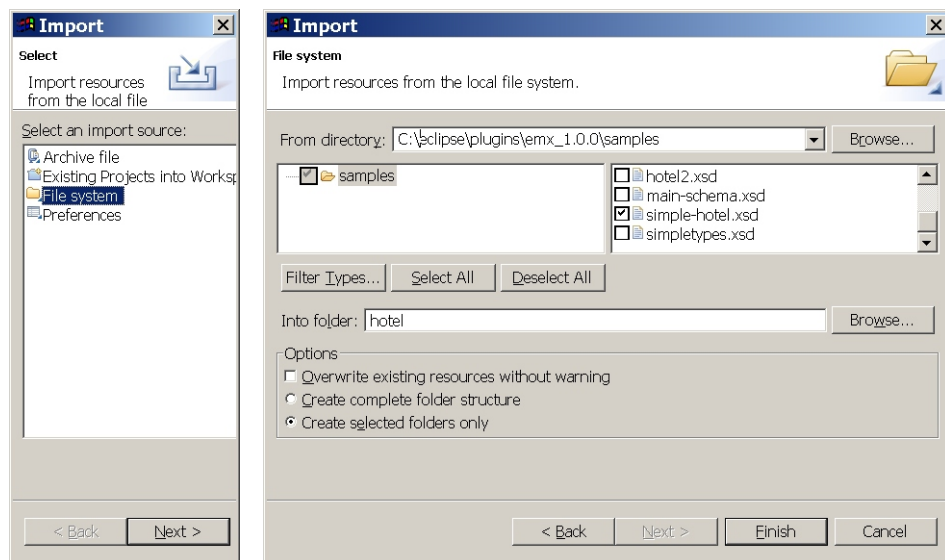 Import
Select
Import resources
from the local file
Select an import source:
Archive file
Existing Projects into Worksp
File system
Preferences
< Back
Next >
Import
File system
Import resources from the local file system.
From directory:
C:\eclipse\plugins\emx_1.0.0\samples
Browse...
samples
hotel2.xsd
main-schema.xsd
simple-hotel.xsd
simpletypes.xsd
Filter Types...
Select All
Deselect All
Into folder:
hotel
Browse...
Options
Overwrite existing resources without warning
Create complete folder structure
Create selected folders only
< Back
Next >
Finish
Cancel